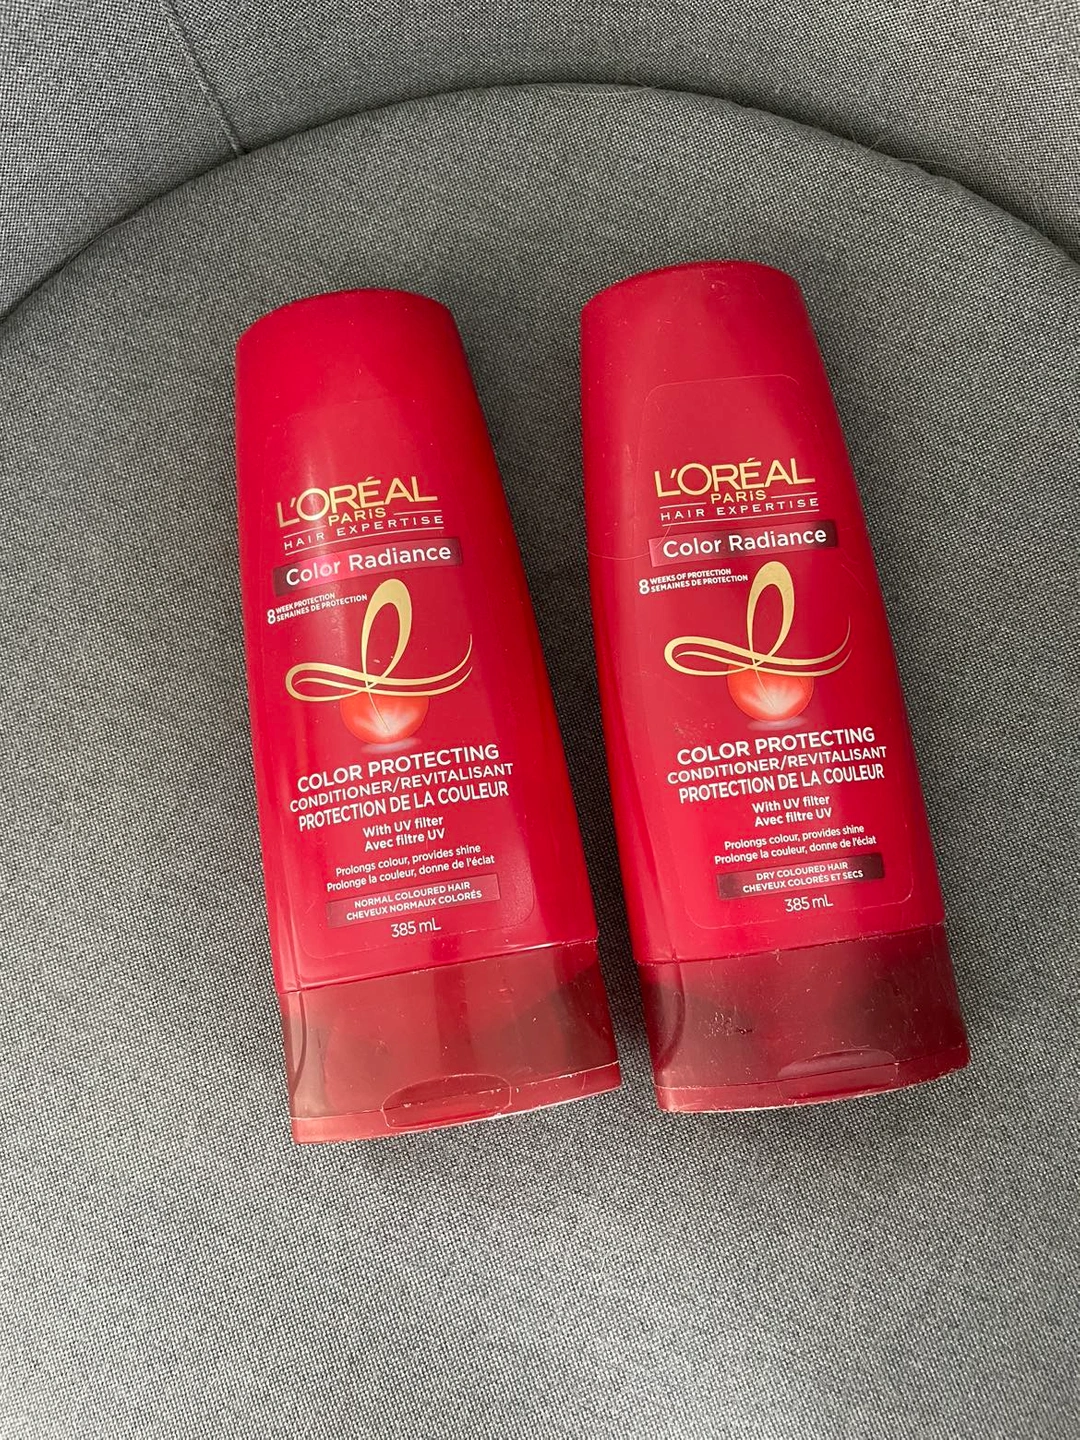 L'ORÉAL
PARIS
HAIR EXPERTISE
Color Radiance
8 WEEK PROTECTION
SEMAINES DE PROTECTION
COLOR PROTECTING
CONDITIONER/REVITALISANT
PROTECTION DE LA COULEUR
With UV filter
Avec filtre UV
Prolongs colour, provides shine
Prolonge la couleur, donne de l'éclat
NORMAL COLOURED HAIR
CHEVEUX NORMAUX COLORÉS
385 mL
L'ORÉAL
PARIS
HAIR EXPERTISE
Color Radiance
8 WEEKS OF PROTECTION
SEMAINES DE PROTECTION
COLOR PROTECTING
CONDITIONER/REVITALISANT
PROTECTION DE LA COULEUR
With UV filter
Avec filtre UV
Prolongs colour, provides shine
Prolonge la couleur, donne de l'éclat
DRY COLOURED HAIR
CHEVEUX COLORÉS ET SECS
385 mL